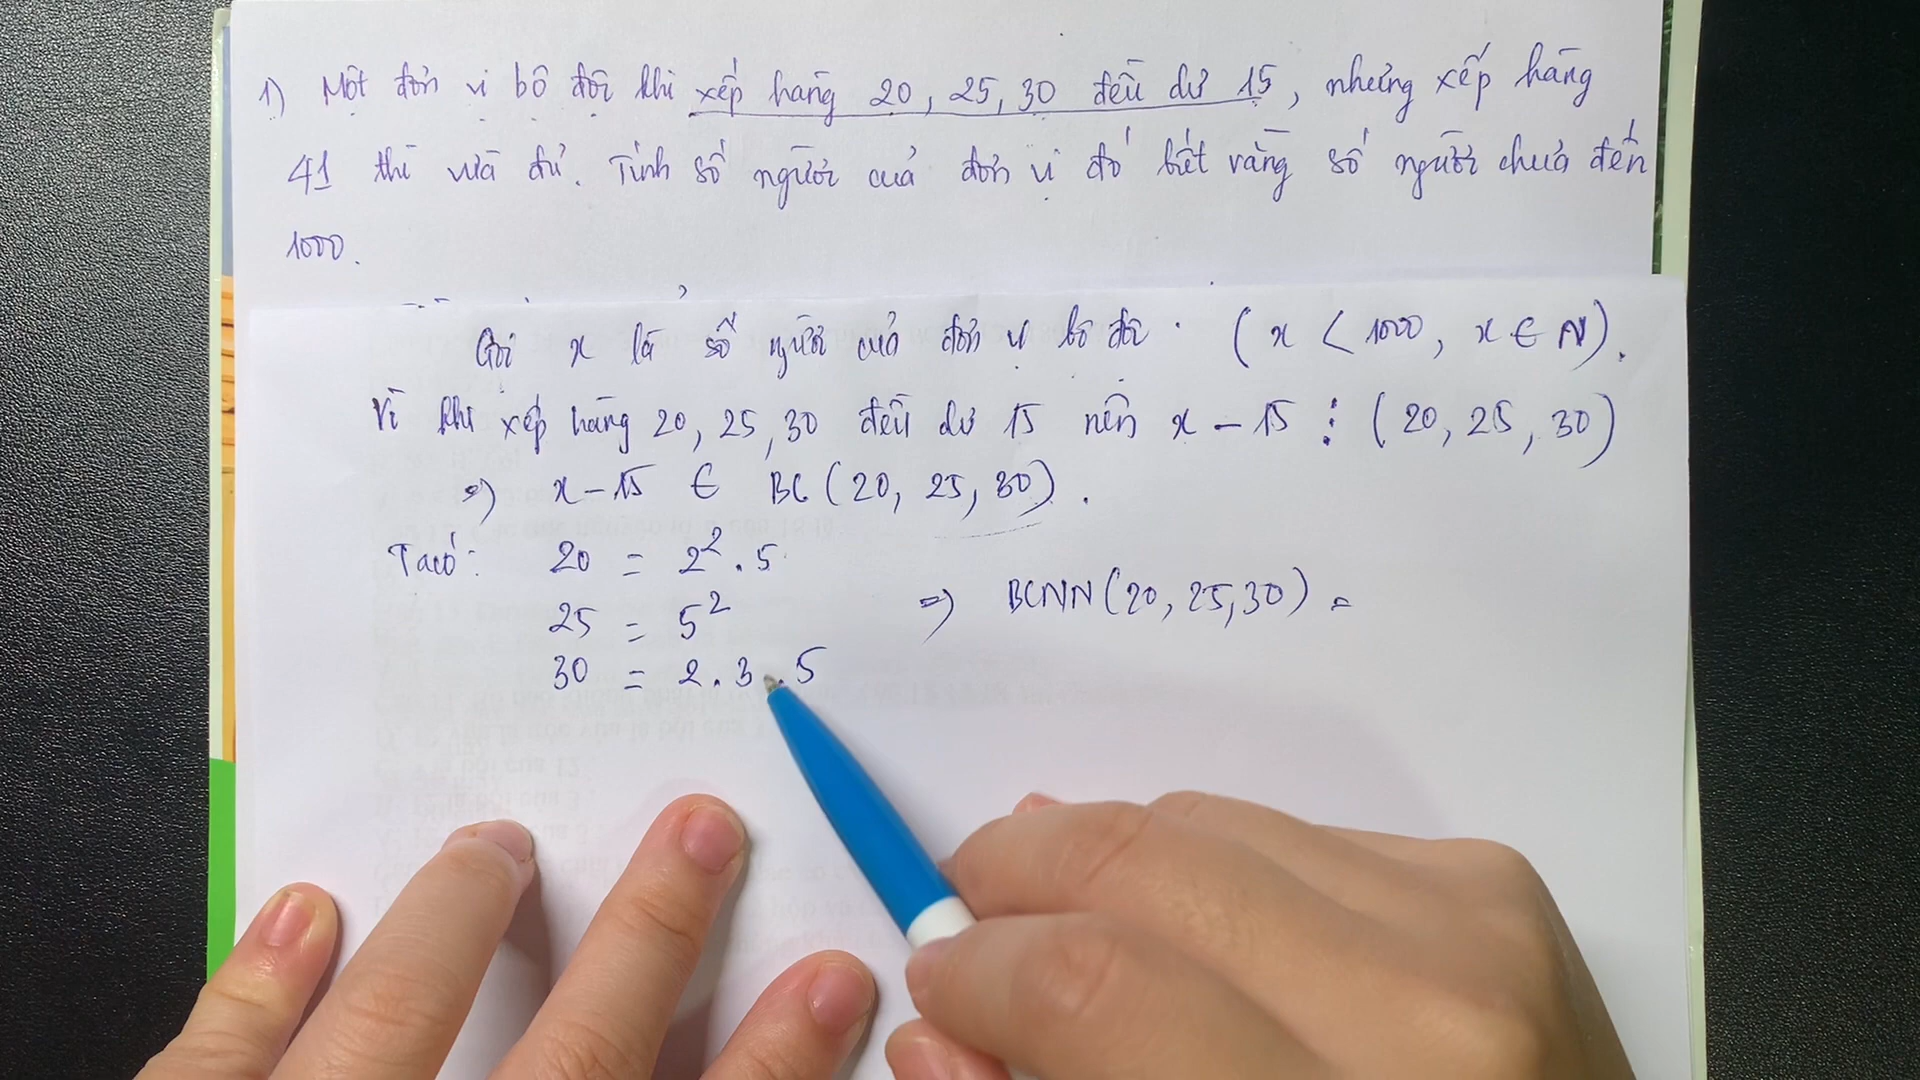 1) Một đơn vị bộ đội khi xếp hàng 20, 25, 30 đều dư 15, nhưng xếp hàng
41 thì vừa đủ. Tính số người của đơn vị đó biết rằng số người chưa đến
1000.
Gọi x là số người của đơn vị bộ đội. (x < 1000, x ∈ N).
Vì khi xếp hàng 20, 25, 30 đều dư 15 nên x - 15 ⋮ (20, 25, 30)
⇒ x - 15 ∈ BC (20, 25, 30).
Ta có: 20 = 2² . 5
25 = 5²
30 = 2 . 3 . 5
⇒ BCNN (20, 25, 30) =